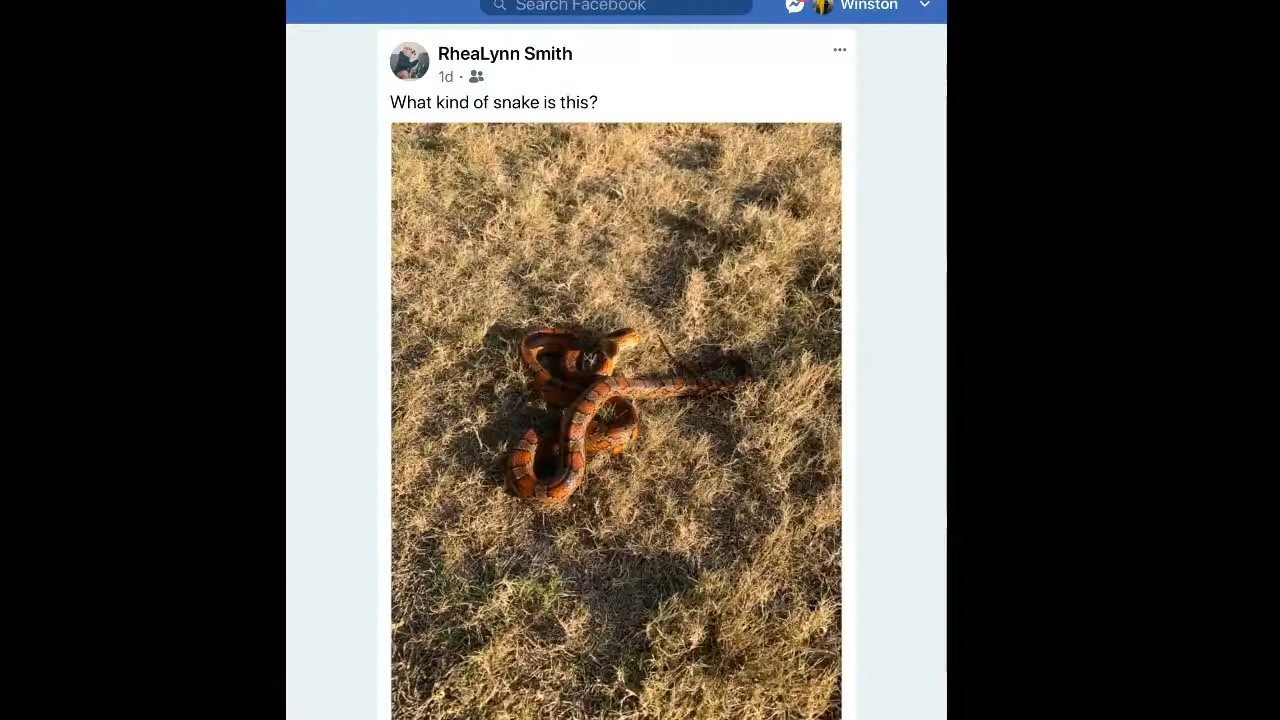 Search Facebook
Winston
RheaLynn Smith
1d ·
What kind of snake is this?